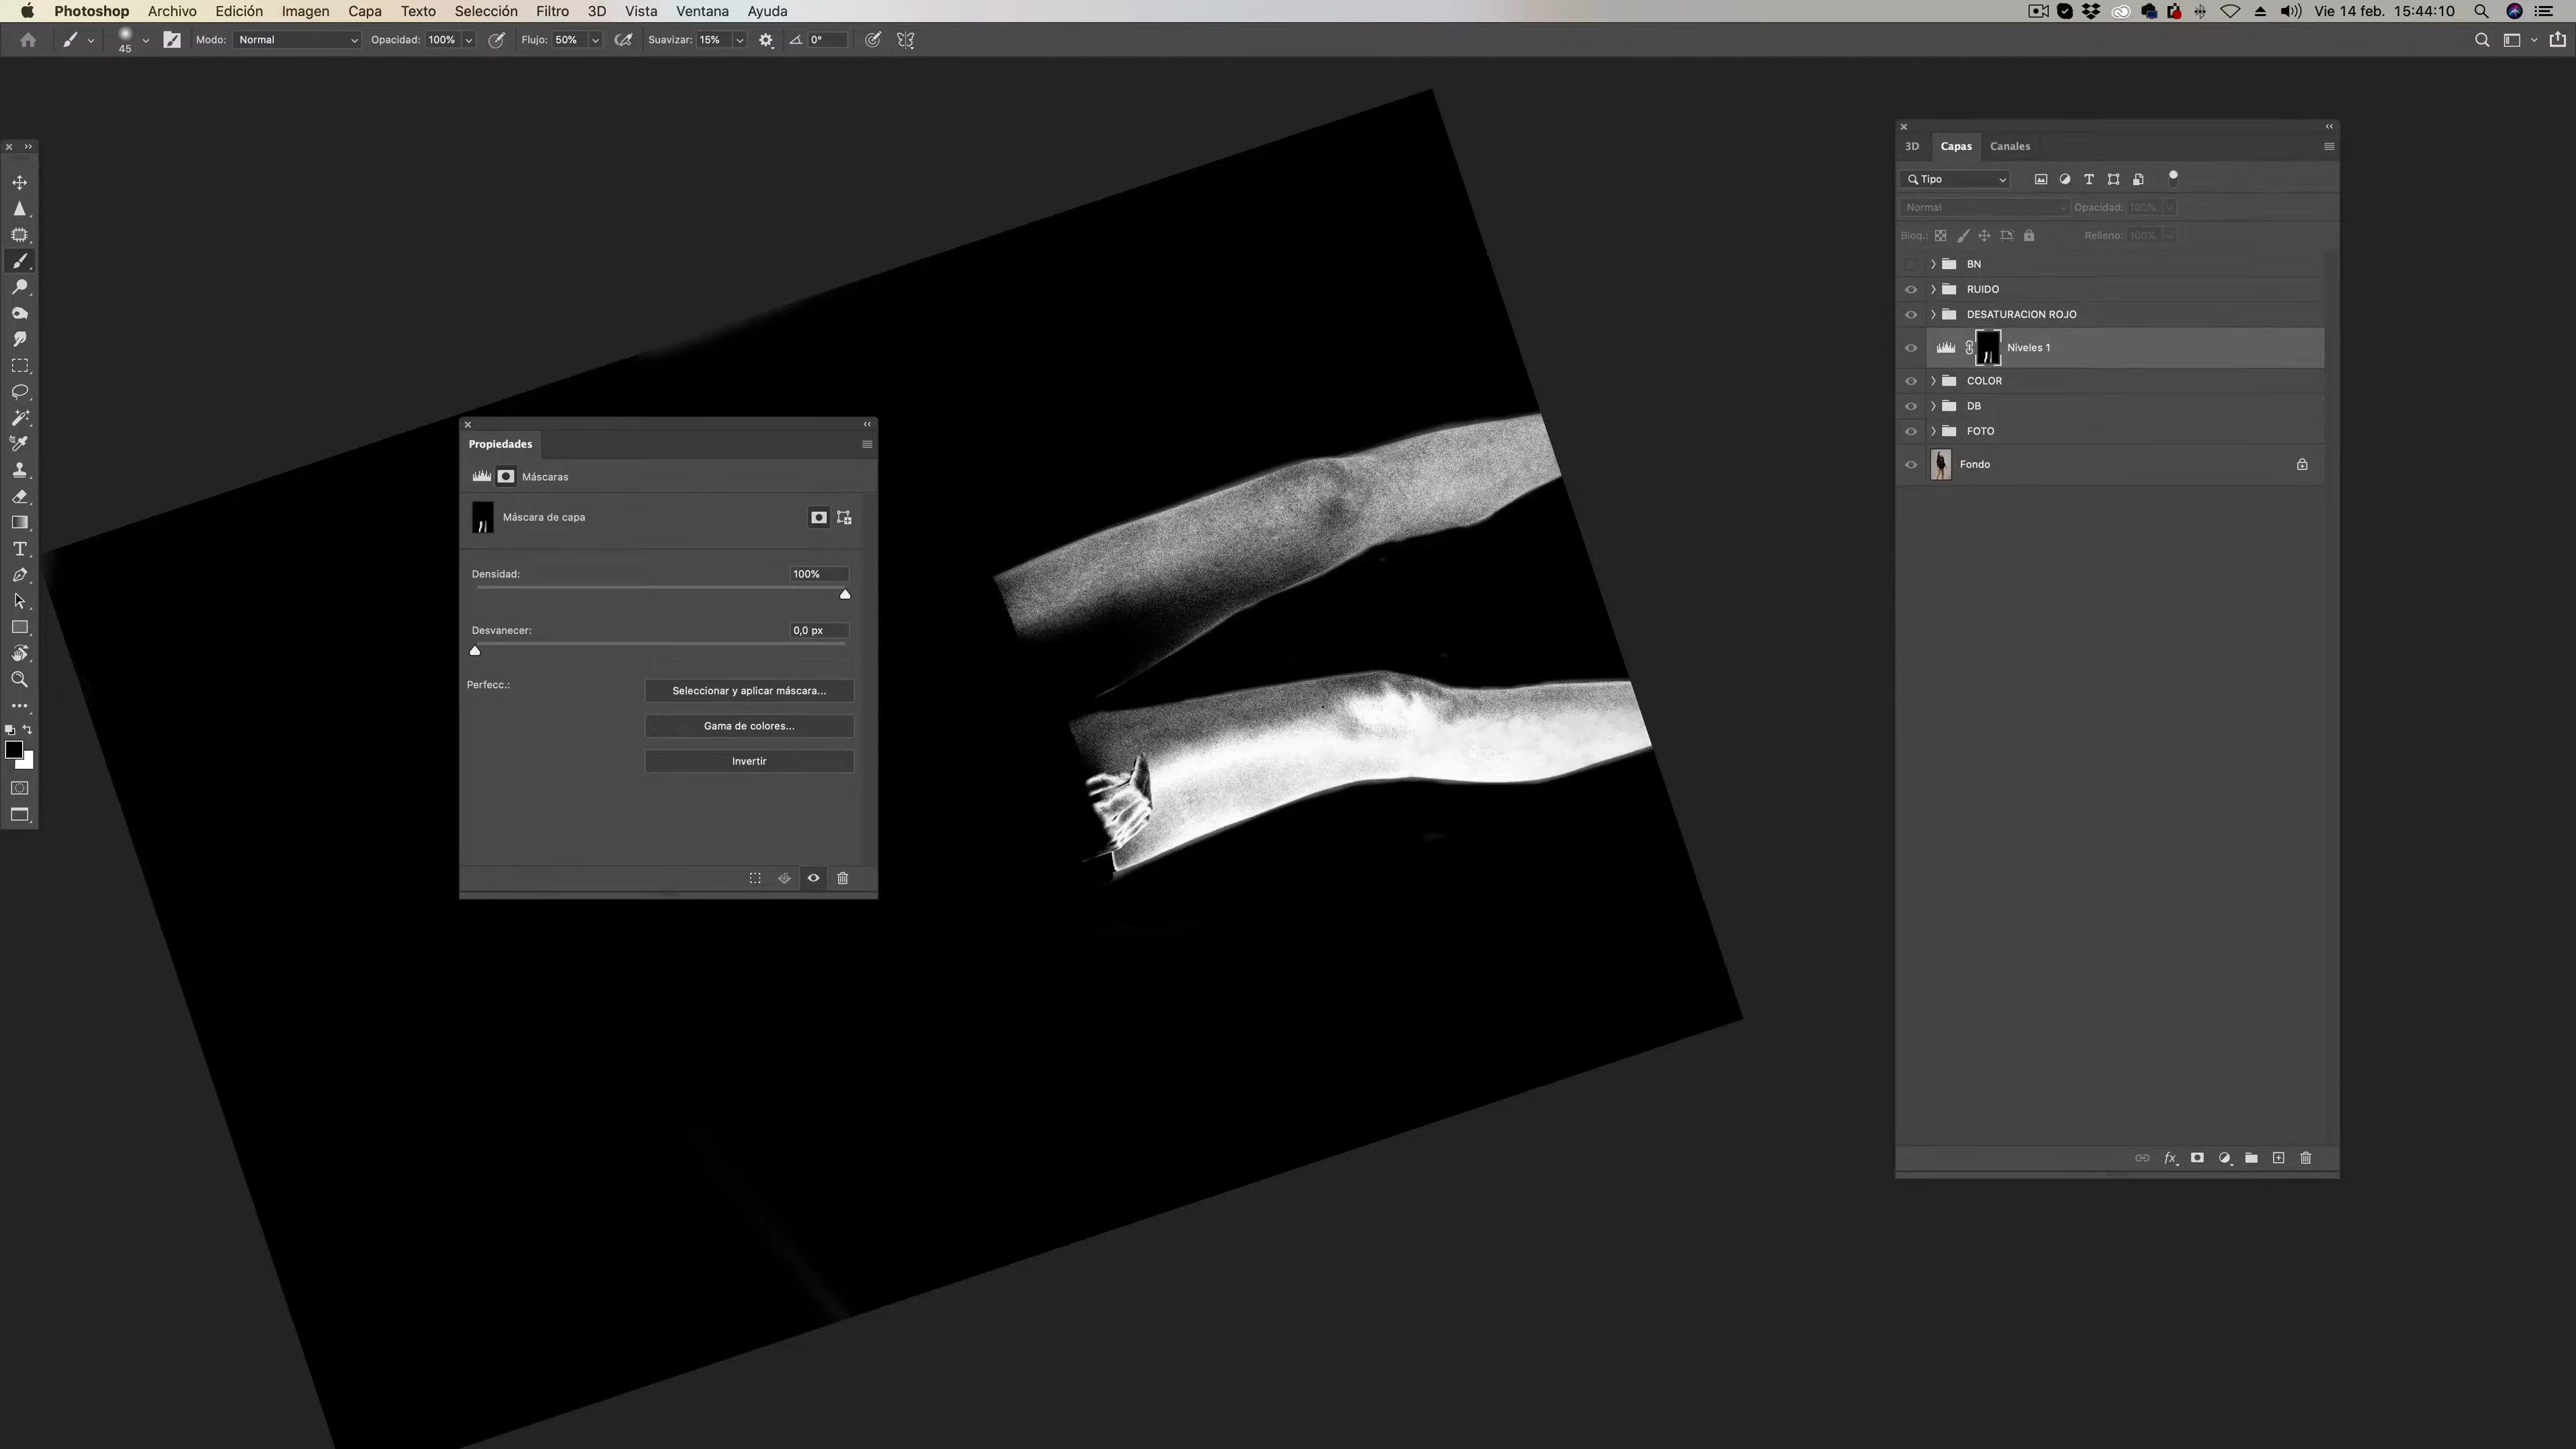 Photoshop Archivo Edición Imagen Capa Texto Selección Filtro 3D Vista Ventana Ayuda Vie 14 feb. 15:44:10
45 Modo: Normal Opacidad: 100% Flujo: 50% Suavizar: 15% 0°
3D Capas Canales
Tipo
Normal Opacidad: 100%
Bloq.: Relleno: 100%
BN
RUIDO
DESATURACION ROJO
Niveles 1
COLOR
DB
FOTO
Fondo
Propiedades
Máscaras
Máscara de capa
Densidad: 100%
Desvanecer: 0,0 px
Perfecc.: Seleccionar y aplicar máscara...
Gama de colores...
Invertir
fx